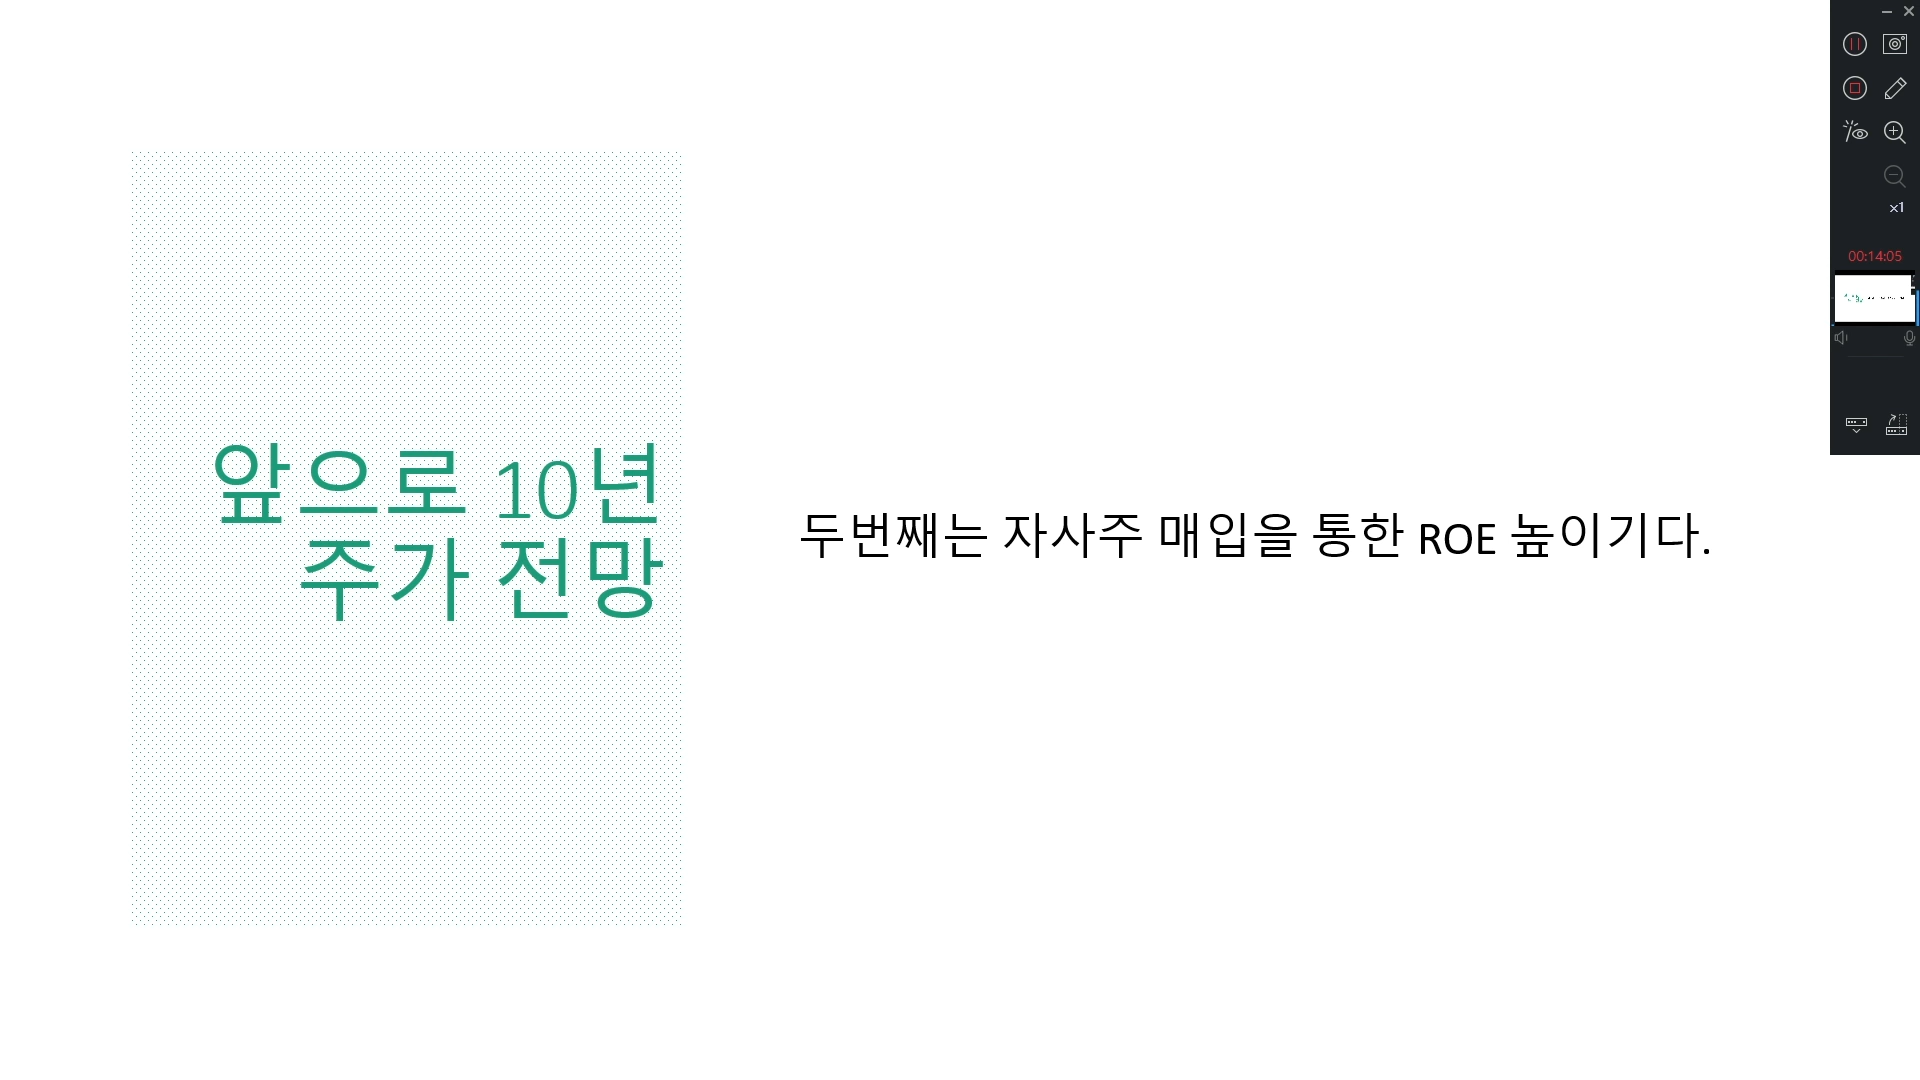 앞으로 10년
주가 전망
두번째는 자사주 매입을 통한 ROE 높이기다.
x1
00:14:05